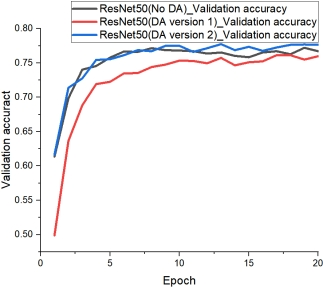 ResNet50(No DA)_Validation accuracy
ResNet50(DA version 1)_Validation accuracy
ResNet50(DA version 2)_Validation accuracy
0.80
0.75
0.70
0.65
0.60
0.55
0.50
Validation accuract
0
5
10
15
20
Epoch